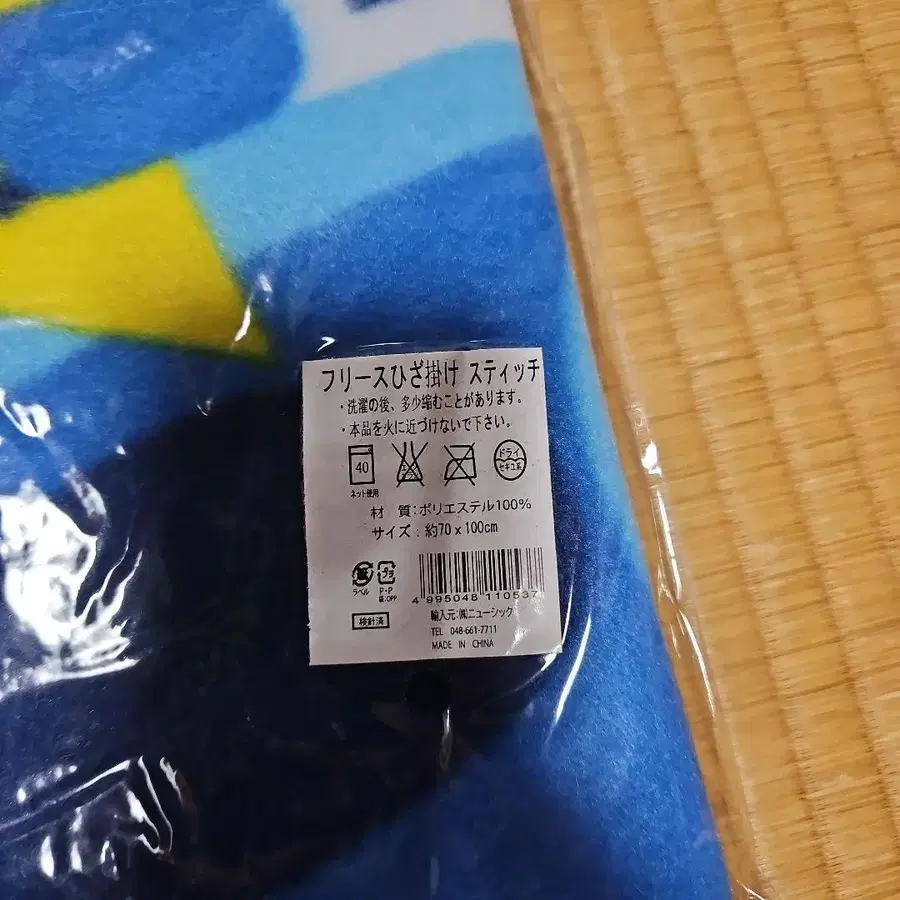 フリースひざ掛け スティッチ
・洗濯の後、多少縮むことがあります。
・本品を火に近づけないで下さい。
40
ドライ
セキユ系
ネット使用
材 質:ポリエステル100%
サイズ:約70x100cm
紙
プラ
ラベル
P・P
袋:OPP
4 995048 110537
検針済
輸入元:㈱ニューシック
TEL 048-661-7711
MADE IN CHINA